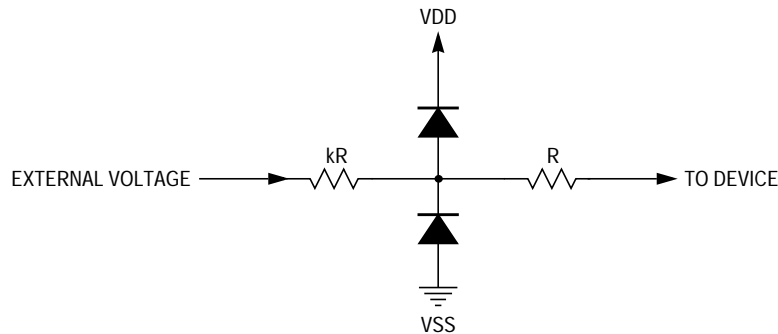 VDD
kR
R
EXTERNAL VOLTAGE
TO DEVICE
VSS